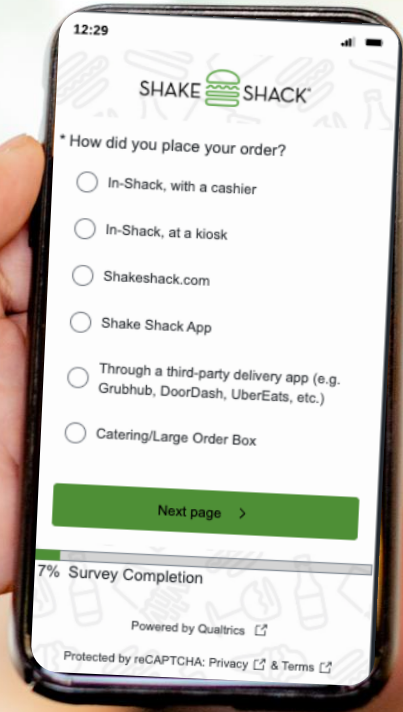 12:29
SHAKE SHACK
* How did you place your order?
In-Shack, with a cashier
In-Shack, at a kiosk
Shakeshack.com
Shake Shack App
Through a third-party delivery app (e.g.
Grubhub, DoorDash, UberEats, etc.)
Catering/Large Order Box
Next page >
7% Survey Completion
Powered by Qualtrics
Protected by reCAPTCHA: Privacy & Terms